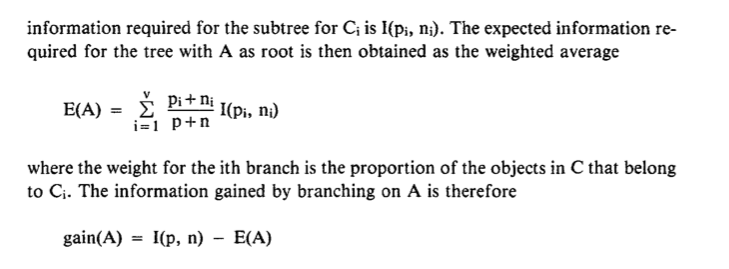 information required for the subtree for Cᵢ is I(pᵢ, nᵢ). The expected information re-
quired for the tree with A as root is then obtained as the weighted average
E(A) = Σᵢ₌₁ᵛ (pᵢ+nᵢ)/(p+n) I(pᵢ, nᵢ)
where the weight for the ith branch is the proportion of the objects in C that belong
to Cᵢ. The information gained by branching on A is therefore
gain(A) = I(p, n) − E(A)